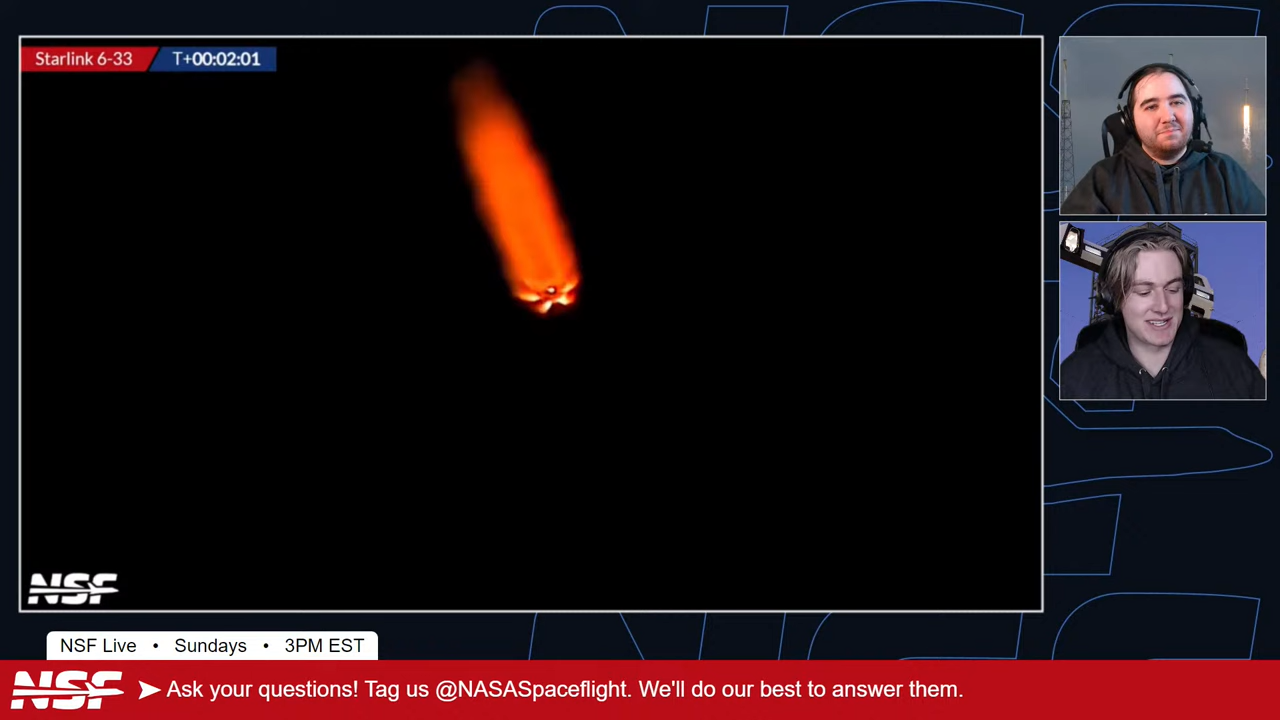 Starlink 6-33 T+00:02:01
NSF
NSF Live • Sundays • 3PM EST
NSF Ask your questions! Tag us @NASASpaceflight. We'll do our best to answer them.